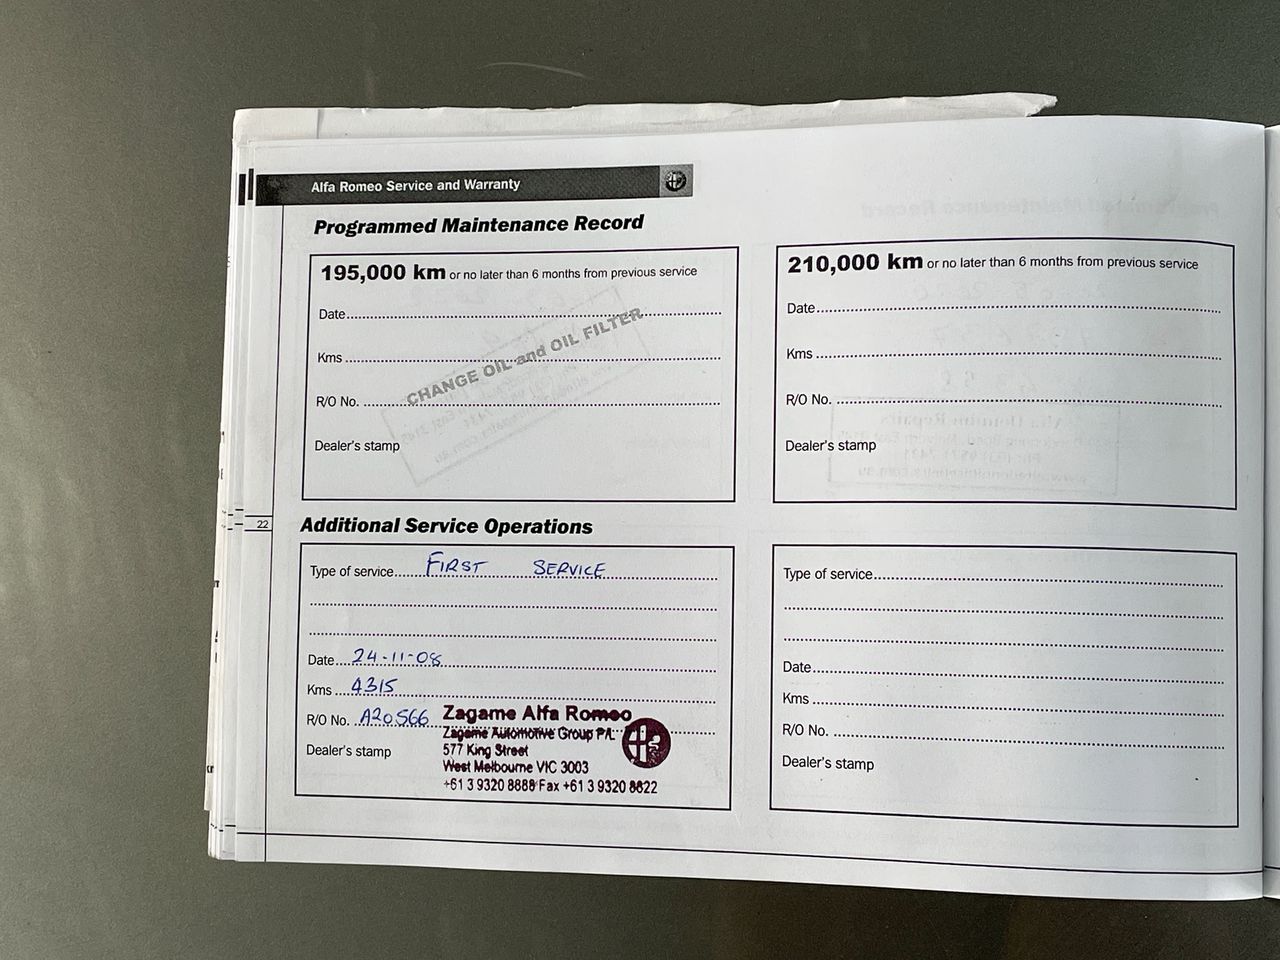 Alfa Romeo Service and Warranty
Programmed Maintenance Record
195,000 km or no later than 6 months from previous service
Date
Kms
R/O No.
Dealer's stamp
CHANGE OIL and OIL FILTER
210,000 km or no later than 6 months from previous service
Date
Kms
R/O No.
Dealer's stamp
22
Additional Service Operations
Type of service FIRST SERVICE
Date 24-11-08
Kms 4315
R/O No. A20566
Dealer's stamp
Zagame Alfa Romeo
Zagame Automotive Group P/L
577 King Street
West Melbourne VIC 3003
+61 3 9320 8888 Fax +61 3 9320 8822
Type of service
Date
Kms
R/O No.
Dealer's stamp